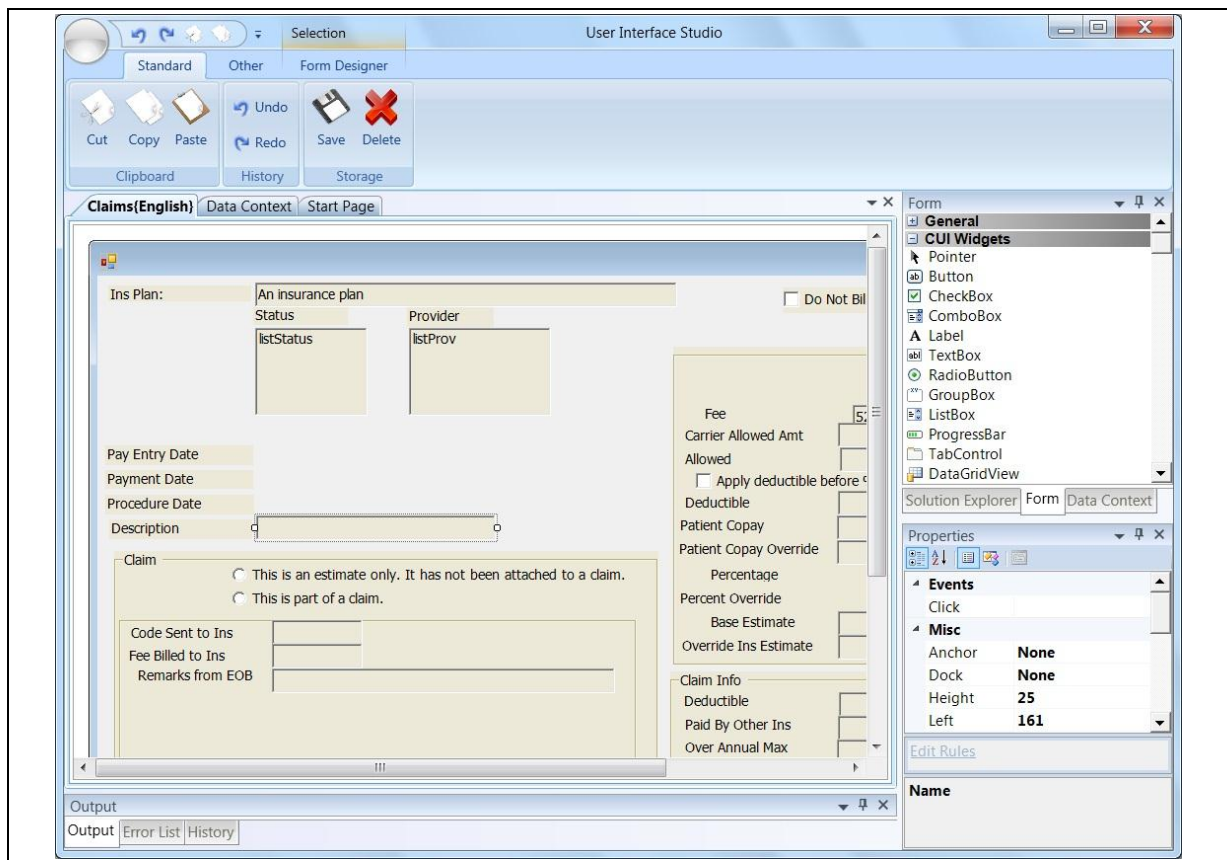 Selection
User Interface Studio
Standard Other Form Designer
Cut Copy Paste
Undo
Redo
Save Delete
Clipboard History Storage
Claims{English} Data Context Start Page
Ins Plan:
An insurance plan
Do Not Bil
Status Provider
listStatus listProv
Fee
Carrier Allowed Amt
Pay Entry Date
Allowed
Payment Date
Apply deductible before
Procedure Date
Deductible
Description
Patient Copay
Patient Copay Override
Percentage
Percent Override
Base Estimate
Override Ins Estimate
Claim
This is an estimate only. It has not been attached to a claim.
This is part of a claim.
Code Sent to Ins
Fee Billed to Ins
Remarks from EOB
Claim Info
Deductible
Paid By Other Ins
Over Annual Max
Form
General
CUI Widgets
Pointer
Button
CheckBox
ComboBox
A Label
TextBox
RadioButton
GroupBox
ListBox
ProgressBar
TabControl
DataGridView
Solution Explorer Form Data Context
Properties
Events
Click
Misc
Anchor None
Dock None
Height 25
Left 161
Edit Rules
Name
Output
Output Error List History